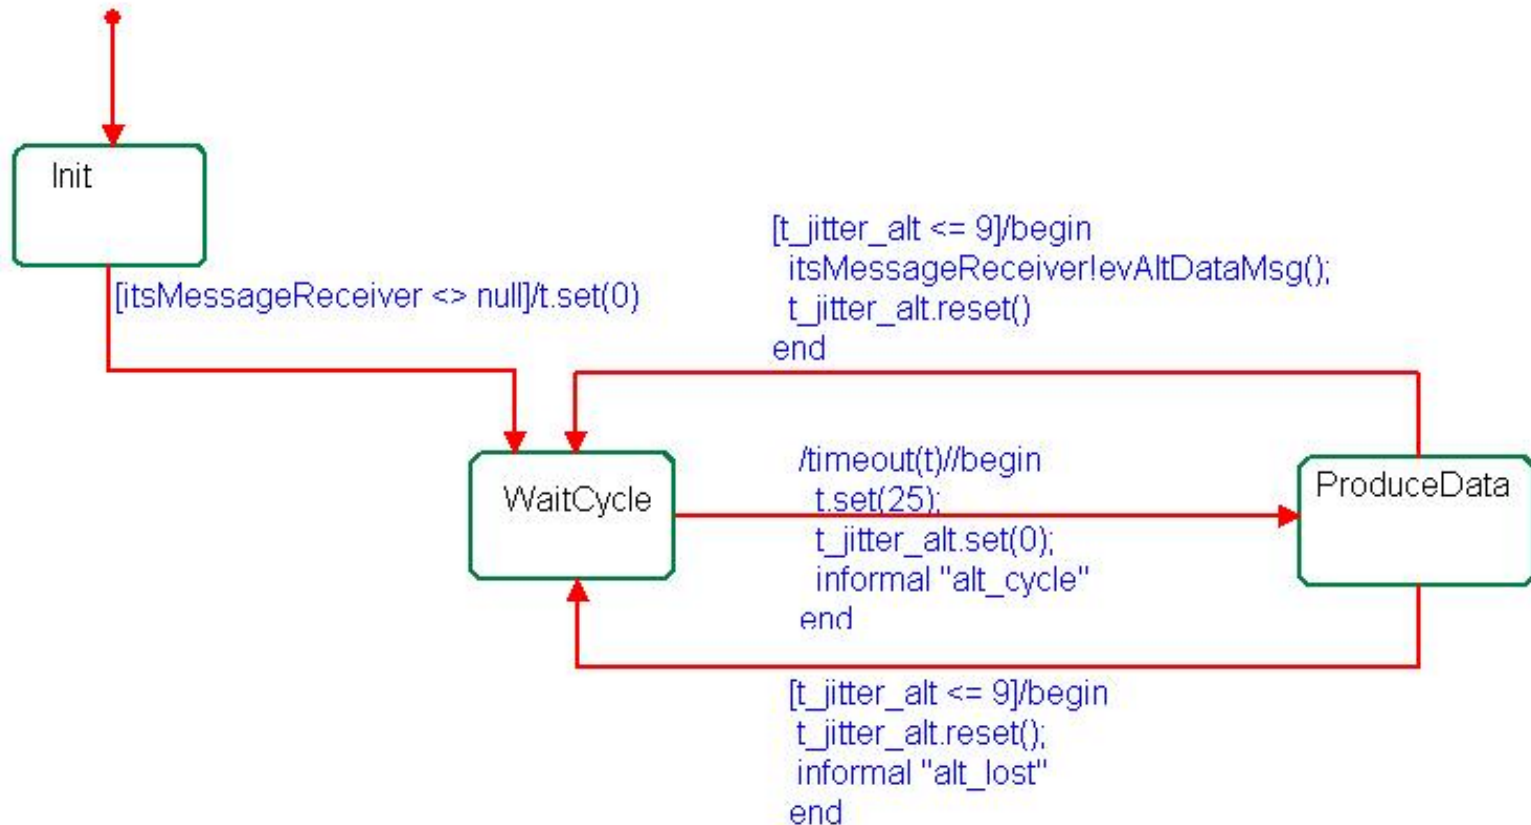 Init
[itsMessageReceiver <> null]/t.set(0)
[t_jitter_alt <= 9]/begin
itsMessageReceiver!evAltDataMsg();
t_jitter_alt.reset()
end
WaitCycle
/timeout(t)//begin
t.set(25);
t_jitter_alt.set(0);
informal "alt_cycle"
end
ProduceData
[t_jitter_alt <= 9]/begin
t_jitter_alt.reset();
informal "alt_lost"
end